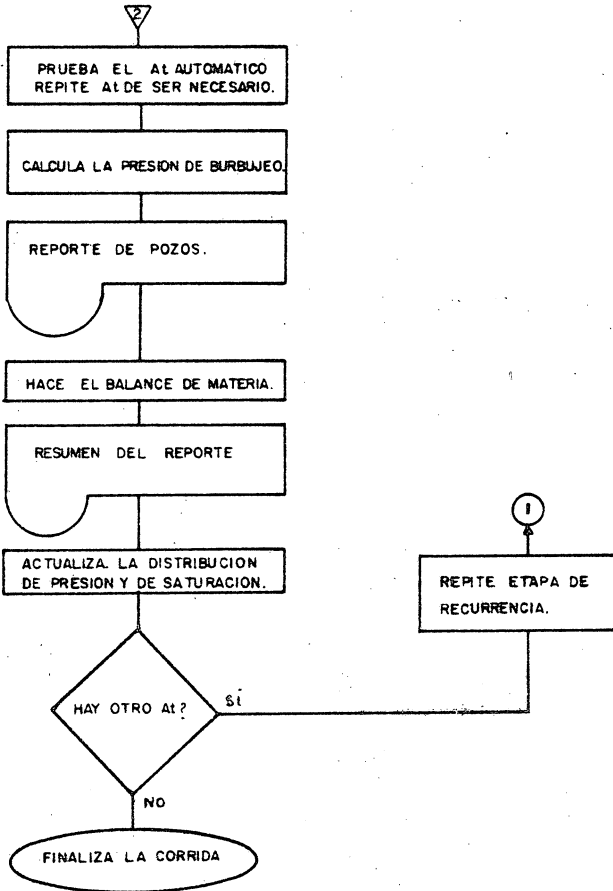 2
PRUEBA EL At AUTOMATICO
REPITE At DE SER NECESARIO.
CALCULA LA PRESION DE BURBUJEO.
REPORTE DE POZOS.
HACE EL BALANCE DE MATERIA.
RESUMEN DEL REPORTE
ACTUALIZA LA DISTRIBUCION
DE PRESION Y DE SATURACION.
HAY OTRO At?
SÍ
REPITE ETAPA DE
RECURRENCIA.
1
NO
FINALIZA LA CORRIDA